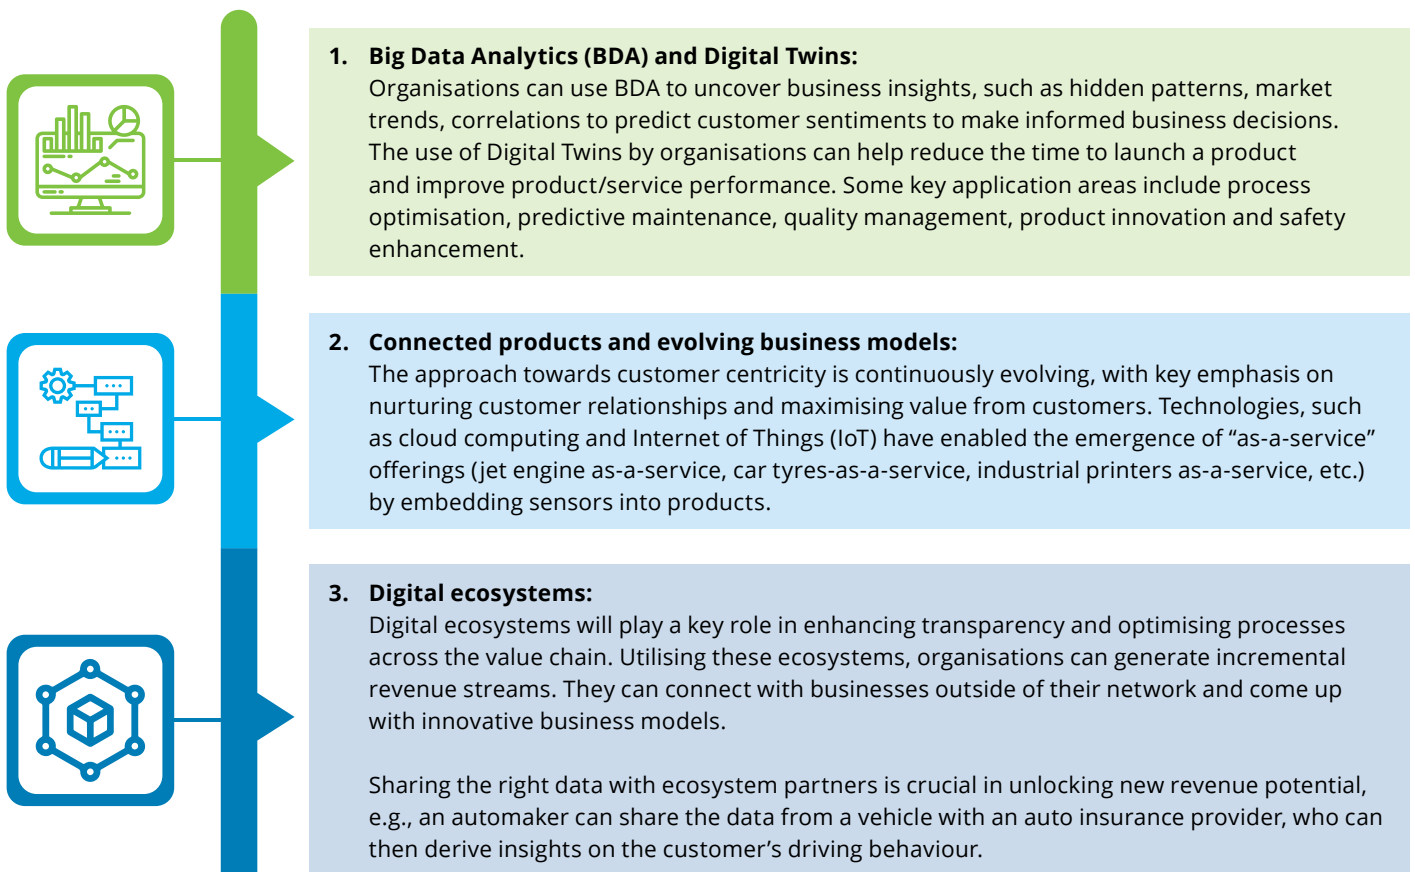 1. Big Data Analytics (BDA) and Digital Twins:
Organisations can use BDA to uncover business insights, such as hidden patterns, market
trends, correlations to predict customer sentiments to make informed business decisions.
The use of Digital Twins by organisations can help reduce the time to launch a product
and improve product/service performance. Some key application areas include process
optimisation, predictive maintenance, quality management, product innovation and safety
enhancement.
2. Connected products and evolving business models:
The approach towards customer centricity is continuously evolving, with key emphasis on
nurturing customer relationships and maximising value from customers. Technologies, such
as cloud computing and Internet of Things (IoT) have enabled the emergence of “as-a-service”
offerings (jet engine as-a-service, car tyres-as-a-service, industrial printers as-a-service, etc.)
by embedding sensors into products.
3. Digital ecosystems:
Digital ecosystems will play a key role in enhancing transparency and optimising processes
across the value chain. Utilising these ecosystems, organisations can generate incremental
revenue streams. They can connect with businesses outside of their network and come up
with innovative business models.
Sharing the right data with ecosystem partners is crucial in unlocking new revenue potential,
e.g., an automaker can share the data from a vehicle with an auto insurance provider, who can
then derive insights on the customer’s driving behaviour.